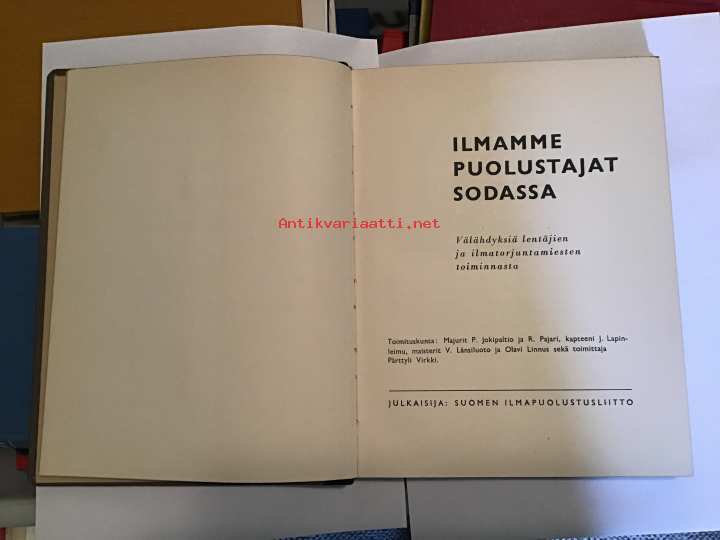 ILMAMME
PUOLUSTAJAT
SODASSA
Antikvariaatti.net
Välähdyksiä lentäjien
ja ilmatorjuntamiesten
toiminnasta
Toimituskunta: Majurit P. Jokipaltio ja R. Pajari, kapteeni J. Lapin-
leimu, maisterit V. Länsiluoto ja Olavi Linnus sekä toimittaja
Pärttyli Virkki.
JULKAISIJA: SUOMEN ILMAPUOLUSTUSLIITTO